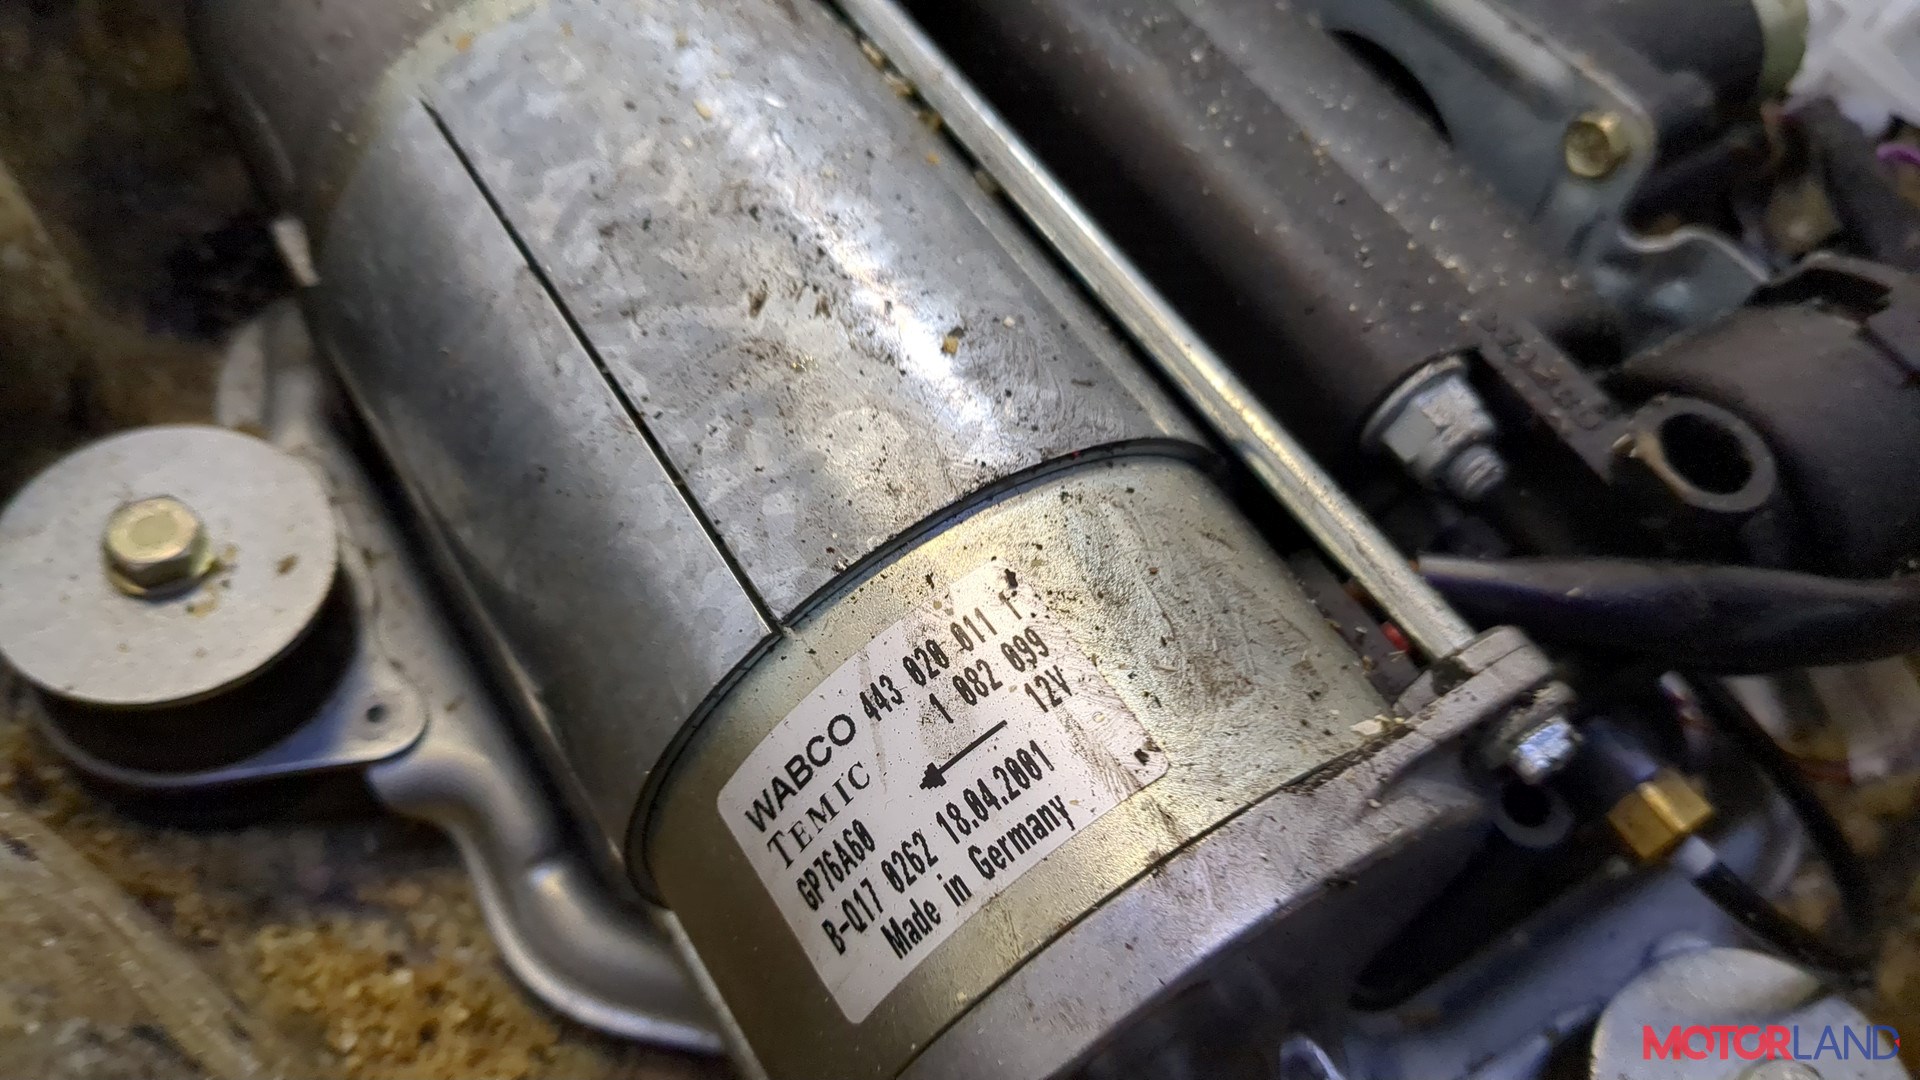 WABCO 443 020 011 1
TEMIC 1 082 099
GP76A60 12V
B-Q17 0262 18.04.2001
Made in Germany
MOTORLAND